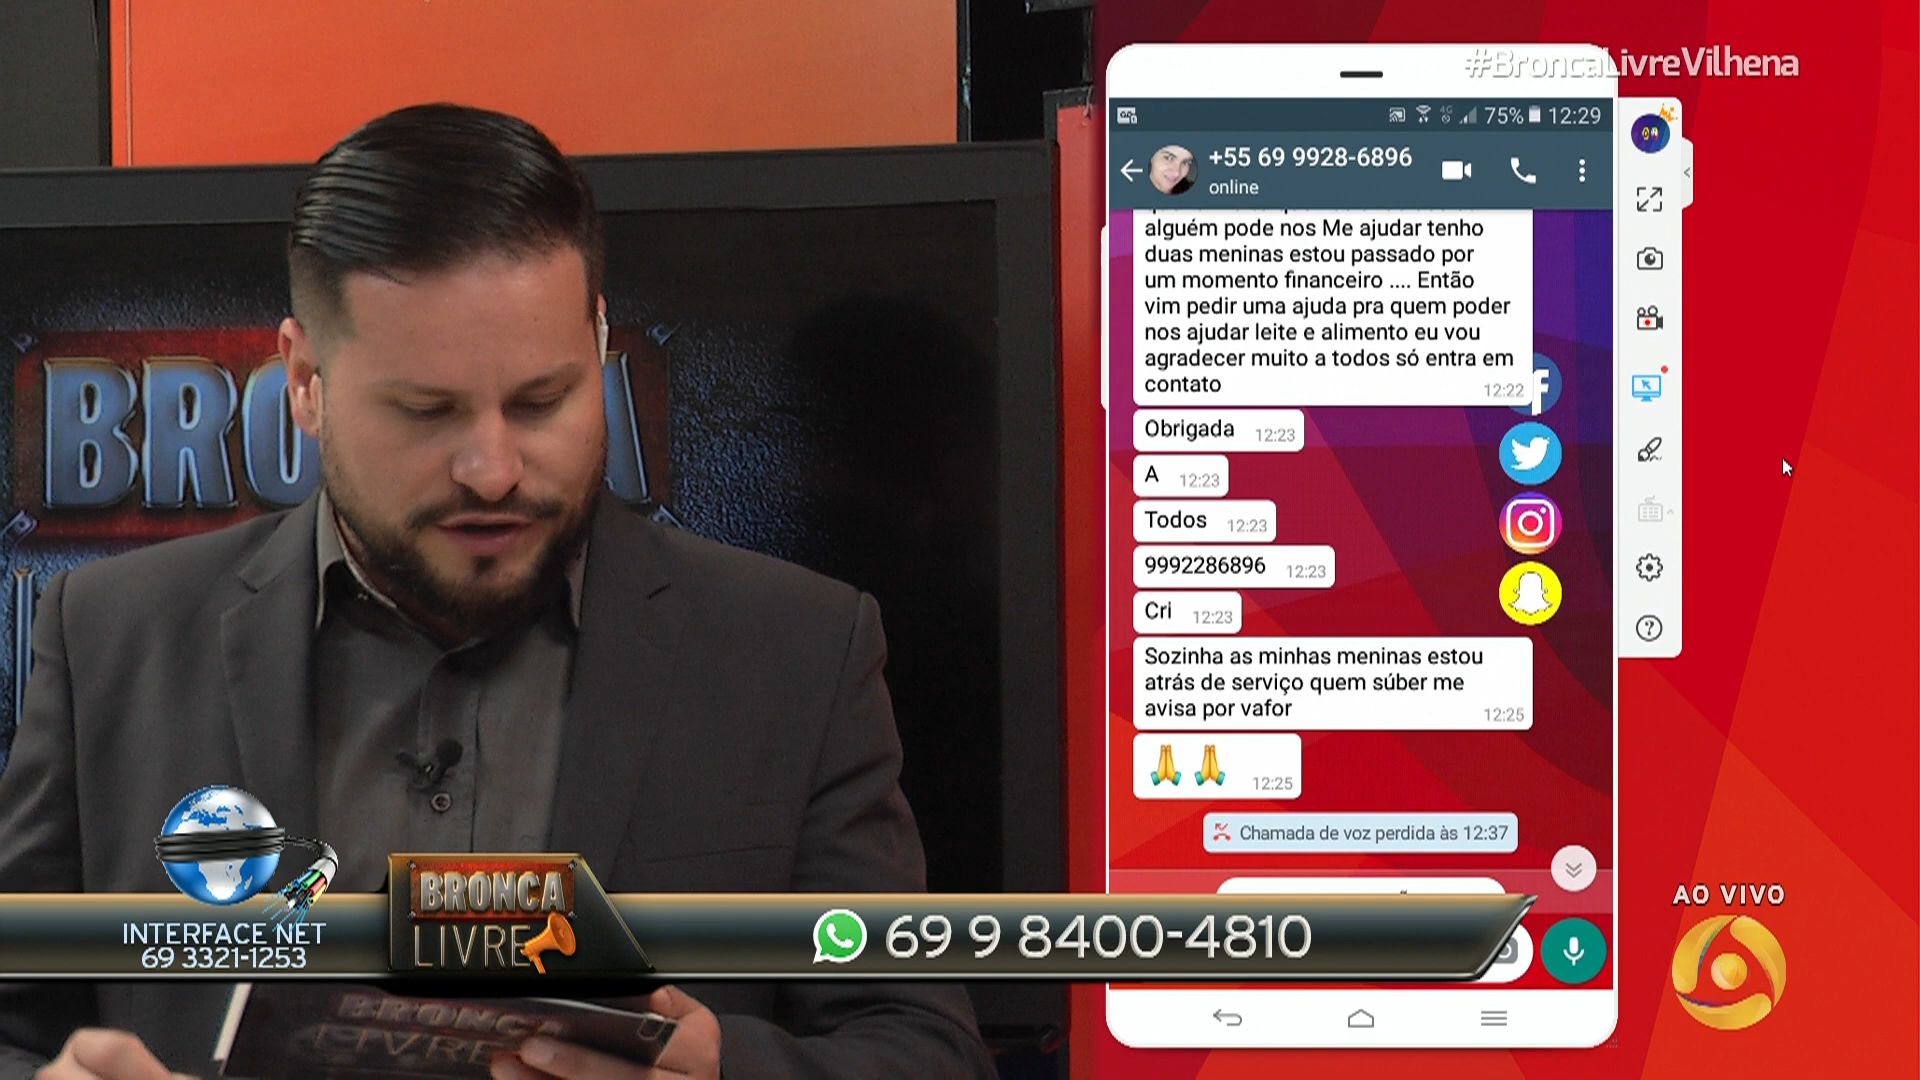 #BroncaLivreVilhena
4G
75%
12:29
+55 69 9928-6896
online
alguém pode nos Me ajudar tenho
duas meninas estou passado por
um momento financeiro .... Então
vim pedir uma ajuda pra quem poder
nos ajudar leite e alimento eu vou
agradecer muito a todos só entra em
contato
12:22
Obrigada 12:23
A 12:23
Todos 12:23
9992286896 12:23
Cri 12:23
Sozinha as minhas meninas estou
atrás de serviço quem súber me
avisa por vafor
12:25
12:25
Chamada de voz perdida às 12:37
BRONCA
LIVRE
69 9 8400-4810
INTERFACE NET
69 3321-1253
AO VIVO
BRONCA
LIVRE